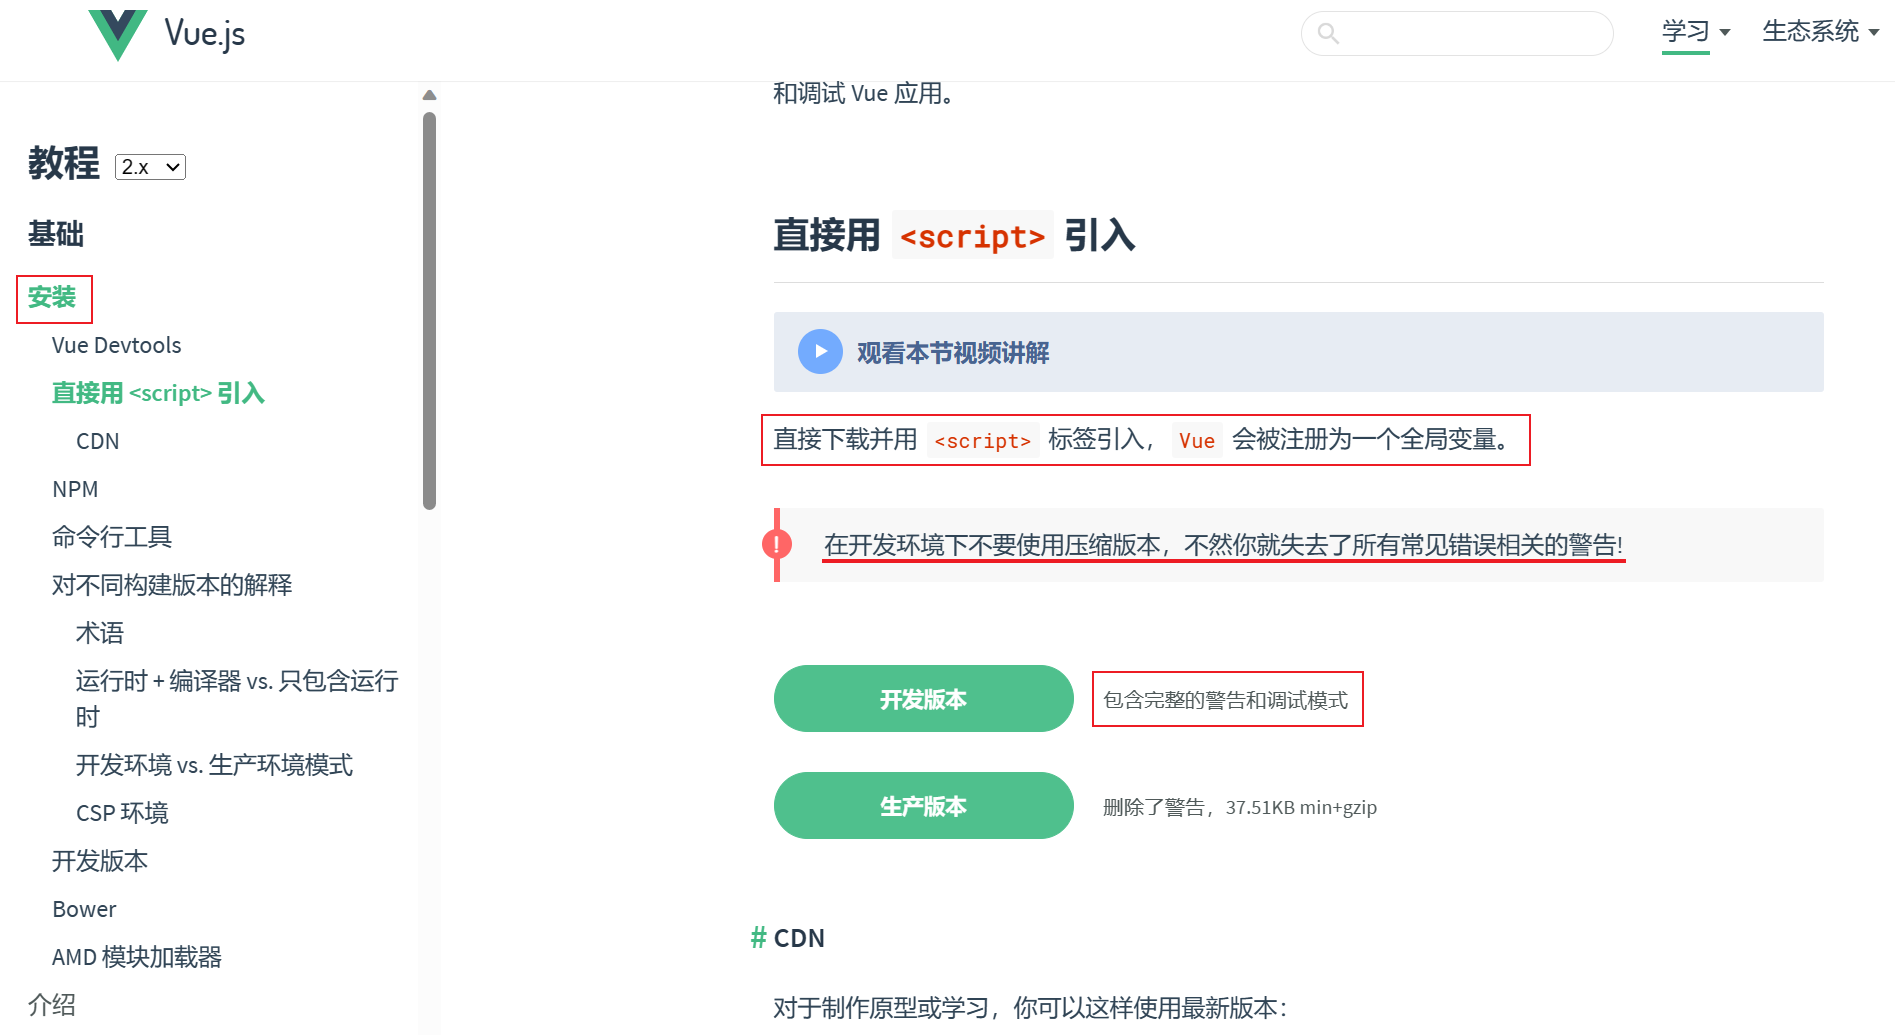 Vue.js
学习
生态系统
教程 2.x
基础
安装
Vue Devtools
直接用 <script> 引入
CDN
NPM
命令行工具
对不同构建版本的解释
术语
运行时 + 编译器 vs. 只包含运行
时
开发环境 vs. 生产环境模式
CSP 环境
开发版本
Bower
AMD 模块加载器
介绍
和调试 Vue 应用。
直接用 <script> 引入
观看本节视频讲解
直接下载并用 <script> 标签引入， Vue 会被注册为一个全局变量。
在开发环境下不要使用压缩版本，不然你就失去了所有常见错误相关的警告!
开发版本 包含完整的警告和调试模式
生产版本 删除了警告，37.51KB min+gzip
# CDN
对于制作原型或学习，你可以这样使用最新版本：